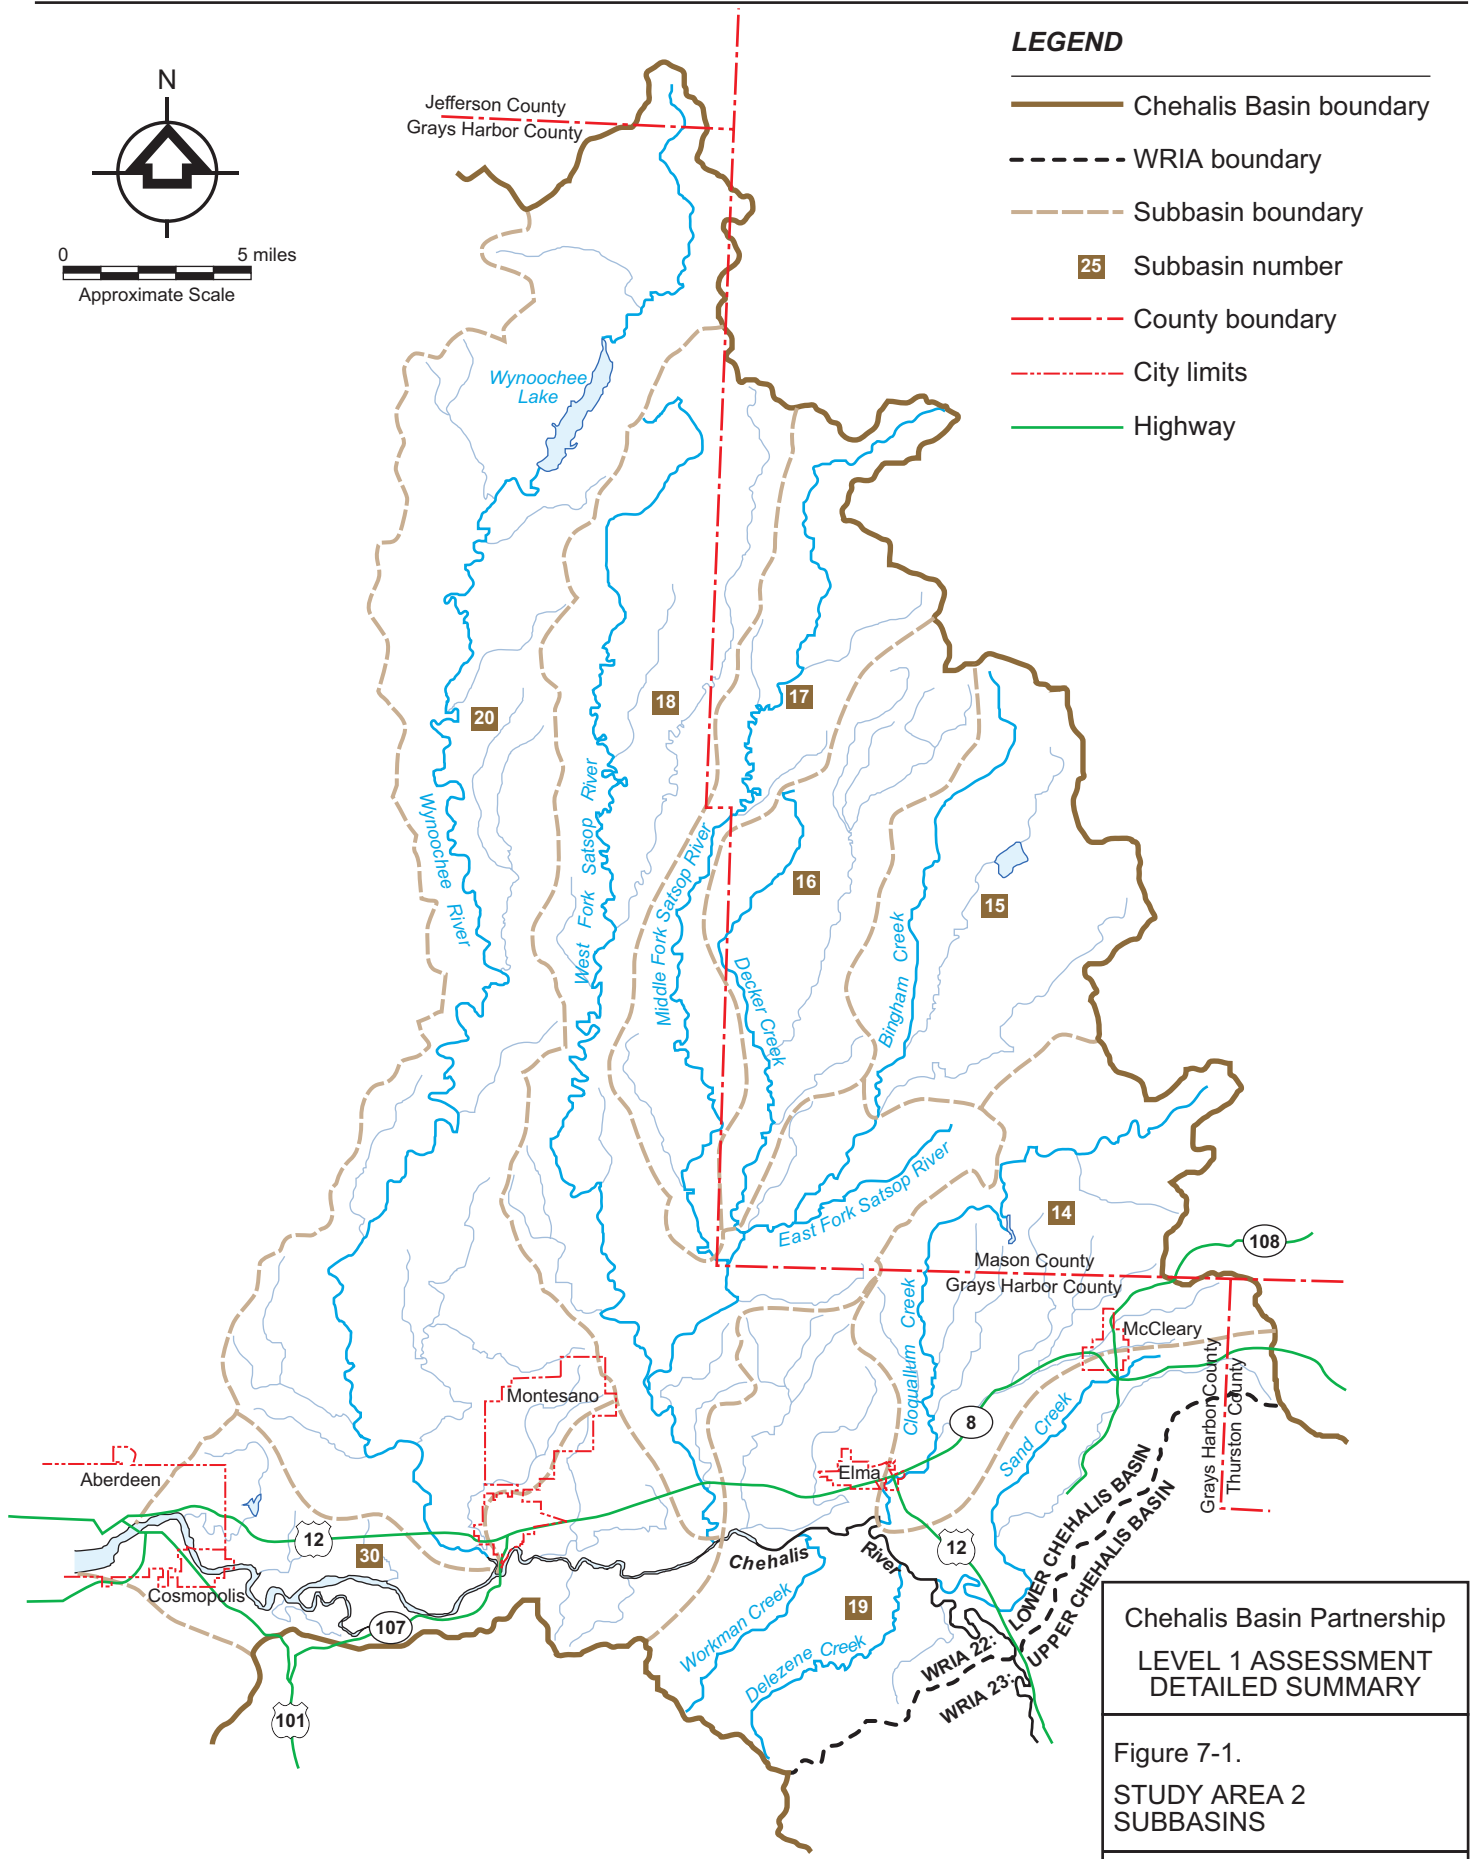 LEGEND
Chehalis Basin boundary
WRIA boundary
Subbasin boundary
25 Subbasin number
County boundary
City limits
Highway
N
0 5 miles
Approximate Scale
Jefferson County
Grays Harbor County
Wynoochee
Lake
20
18
17
16
15
14
Wynoochee River
West Fork Satsop River
Middle Fork Satsop River
Decker Creek
Bingham Creek
East Fork Satsop River
Cloquallum Creek
Mason County
Grays Harbor County
108
McCleary
Montesano
8
Sand Creek
Grays Harbor County
Thurston County
Aberdeen
Elma
12
30
Cosmopolis
107
101
Chehalis River
12
19
Workman Creek
Delezene Creek
WRIA 22: LOWER CHEHALIS BASIN
WRIA 23: UPPER CHEHALIS BASIN
Chehalis Basin Partnership
LEVEL 1 ASSESSMENT
DETAILED SUMMARY
Figure 7-1.
STUDY AREA 2
SUBBASINS